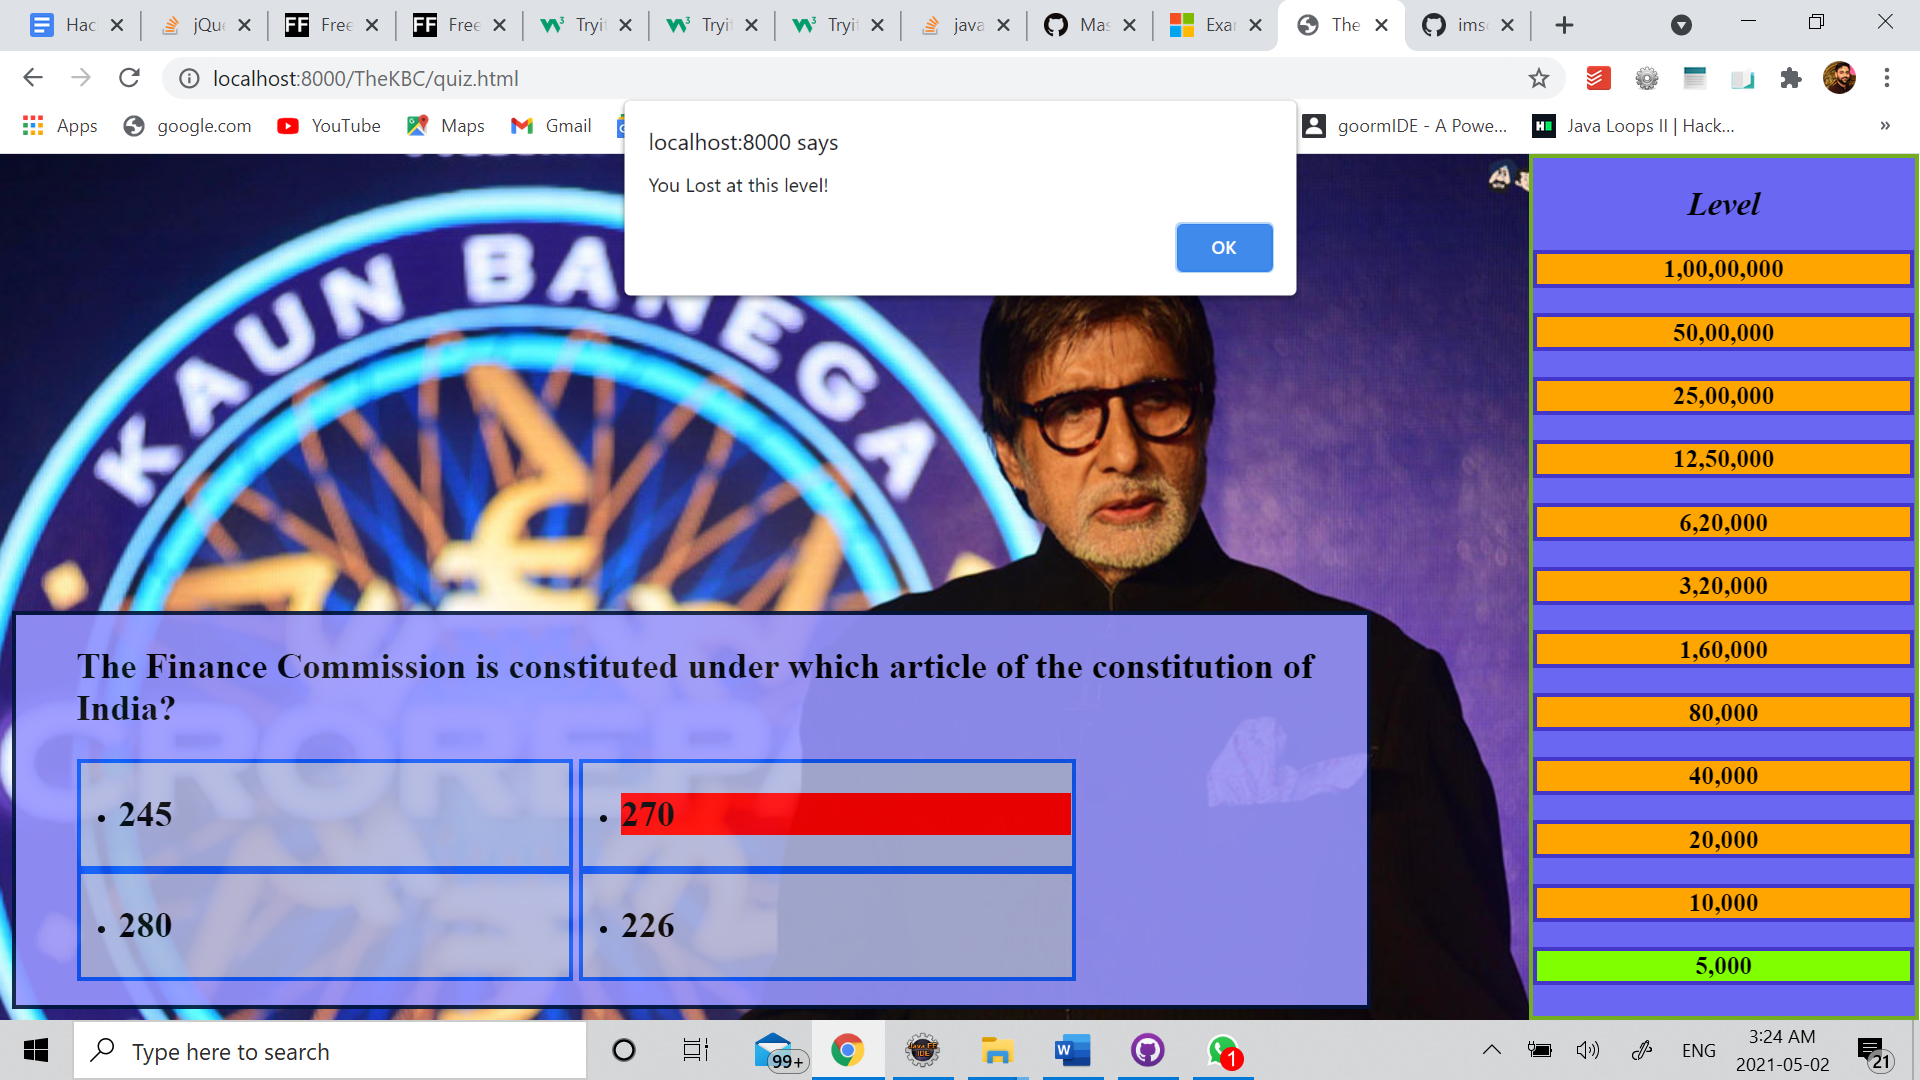 Hac
jQu
Free
Free
Tryit
Tryit
Tryit
java
Mas
Exar
The
ims
localhost:8000/TheKBC/quiz.html
Apps
google.com
YouTube
Maps
Gmail
goormIDE - A Powe...
Java Loops II | Hack...
»
localhost:8000 says
You Lost at this level!
OK
KAUN BANEGA
CROREP
Level
1,00,00,000
50,00,000
25,00,000
12,50,000
6,20,000
3,20,000
1,60,000
80,000
40,000
20,000
10,000
5,000
The Finance Commission is constituted under which article of the constitution of
India?
• 245
• 270
• 280
• 226
Type here to search
99+
1
ENG
3:24 AM
2021-05-02
21